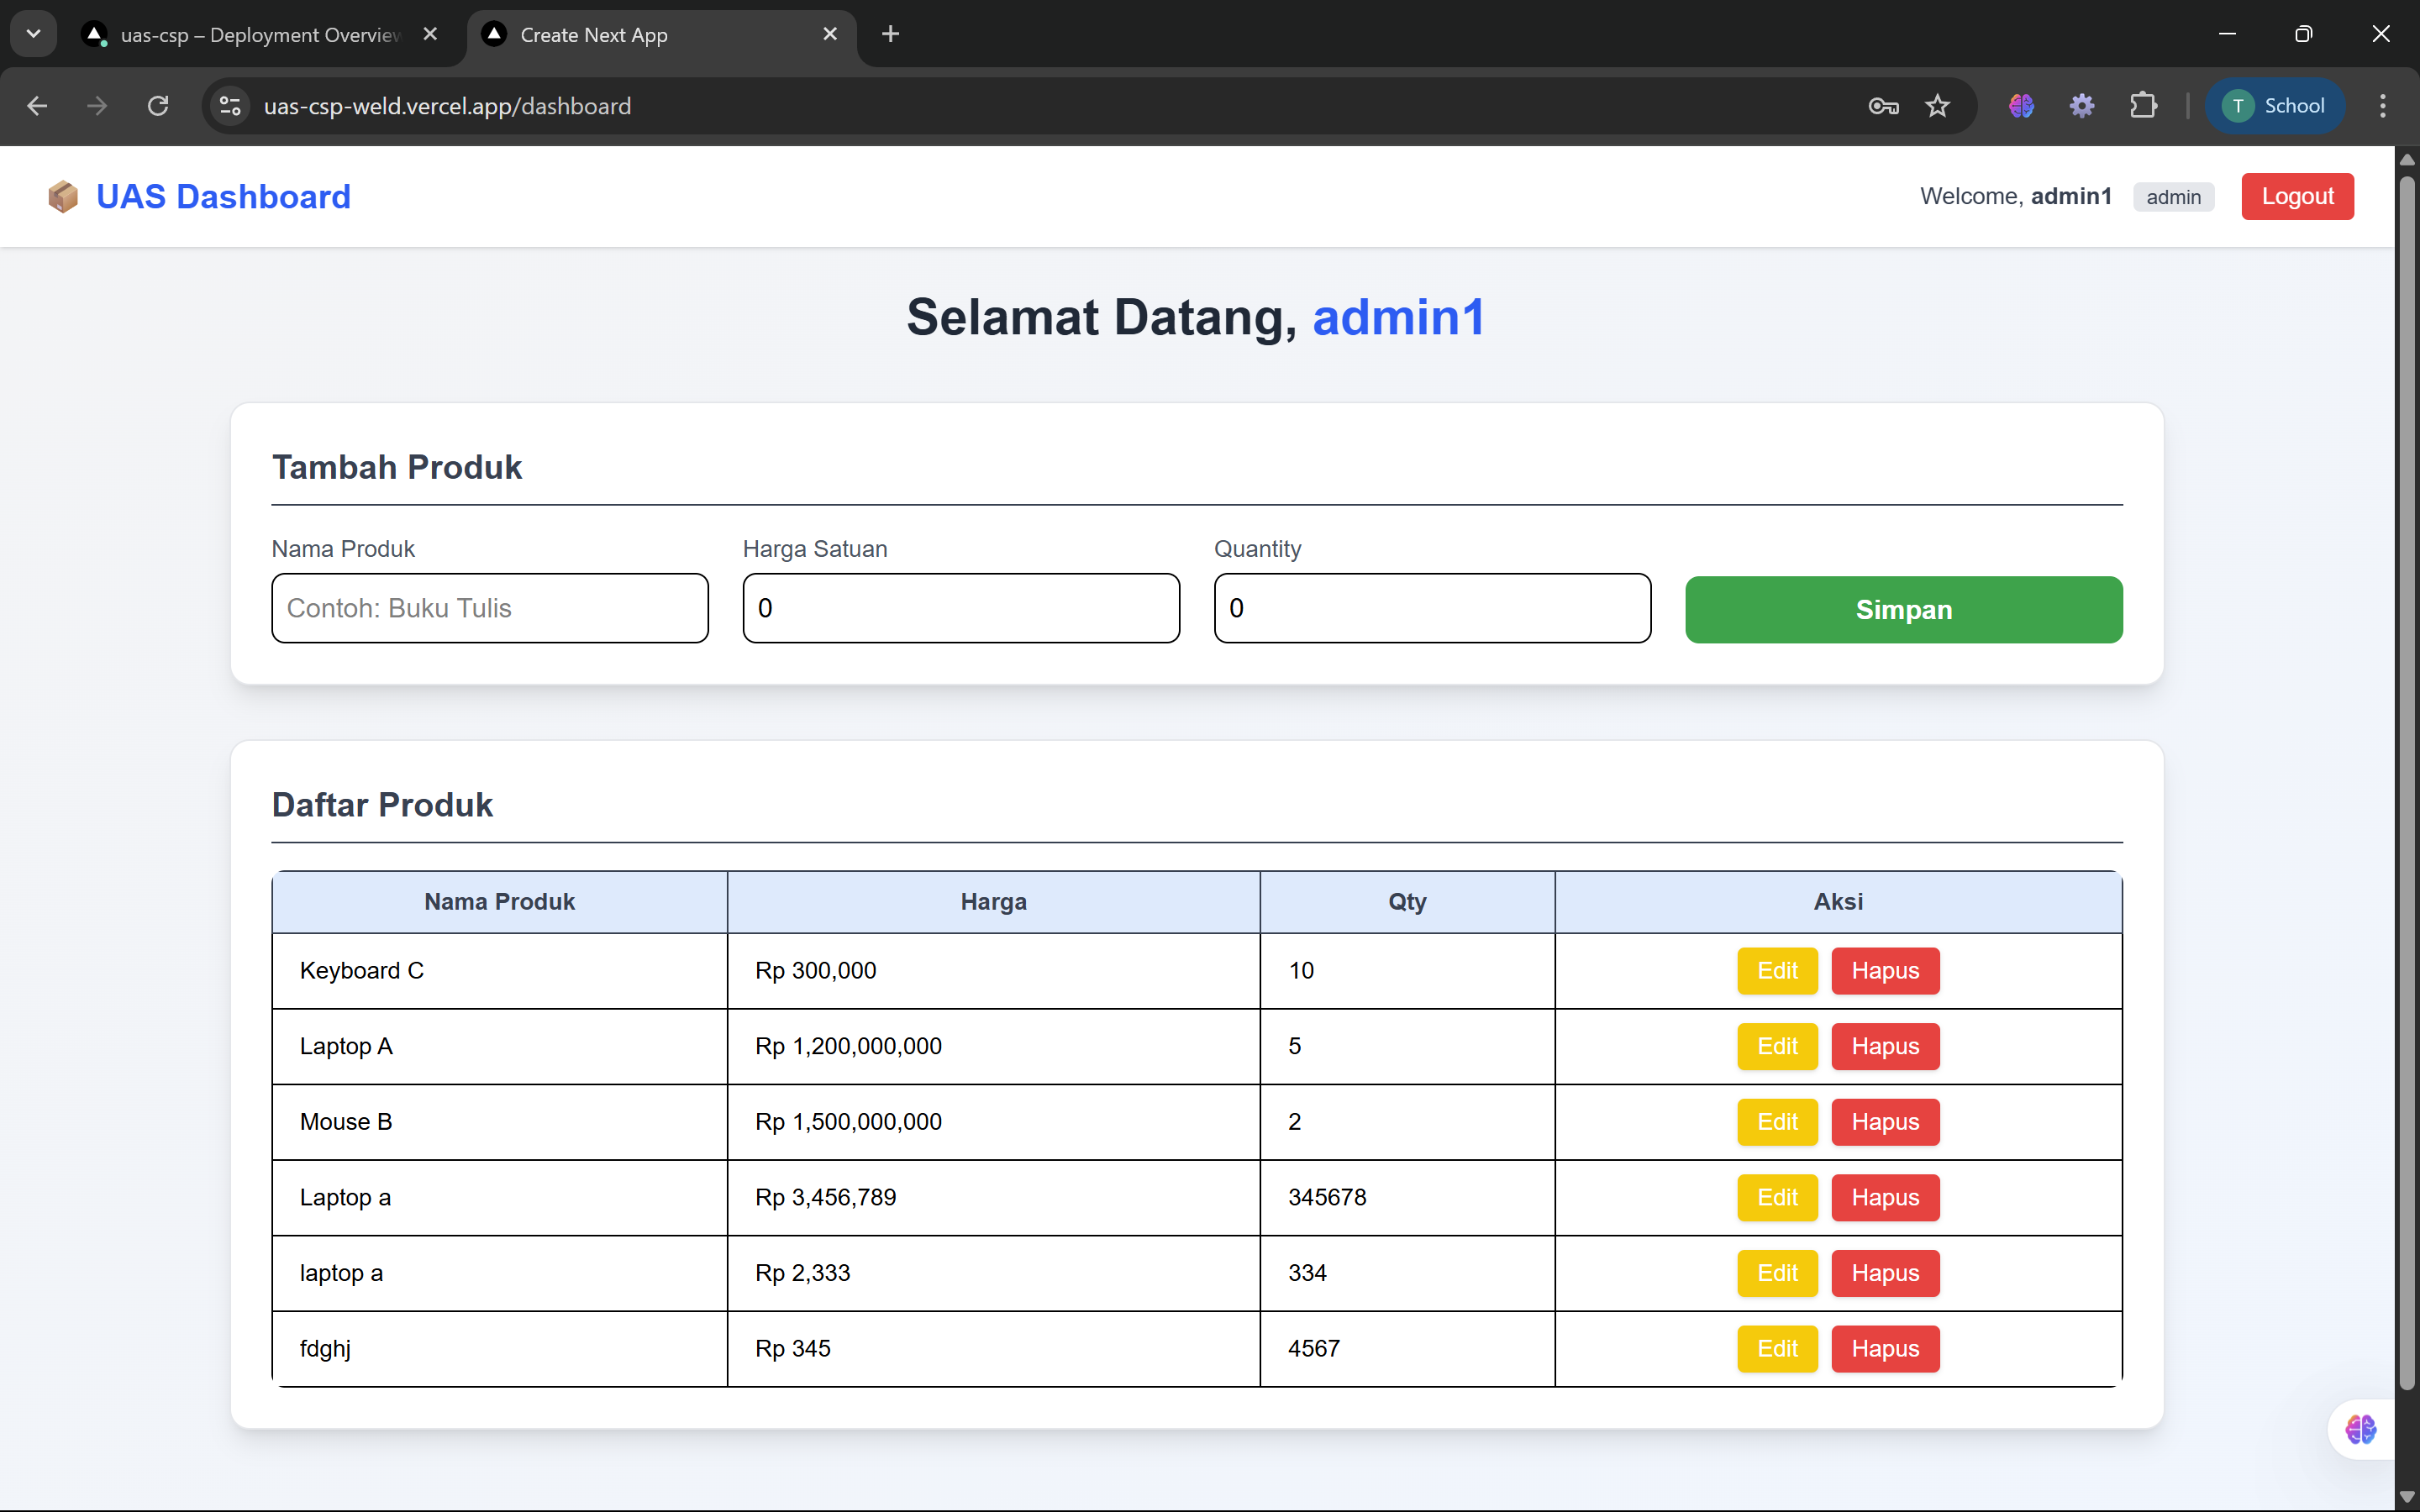 uas-csp – Deployment Overview
Create Next App
uas-csp-weld.vercel.app/dashboard
T School
UAS Dashboard
Welcome, admin1 admin Logout
Selamat Datang, admin1
Tambah Produk
Nama Produk Harga Satuan Quantity
Contoh: Buku Tulis 0 0 Simpan
Daftar Produk
Nama Produk Harga Qty Aksi
Keyboard C Rp 300,000 10 Edit Hapus
Laptop A Rp 1,200,000,000 5 Edit Hapus
Mouse B Rp 1,500,000,000 2 Edit Hapus
Laptop a Rp 3,456,789 345678 Edit Hapus
laptop a Rp 2,333 334 Edit Hapus
fdghj Rp 345 4567 Edit Hapus